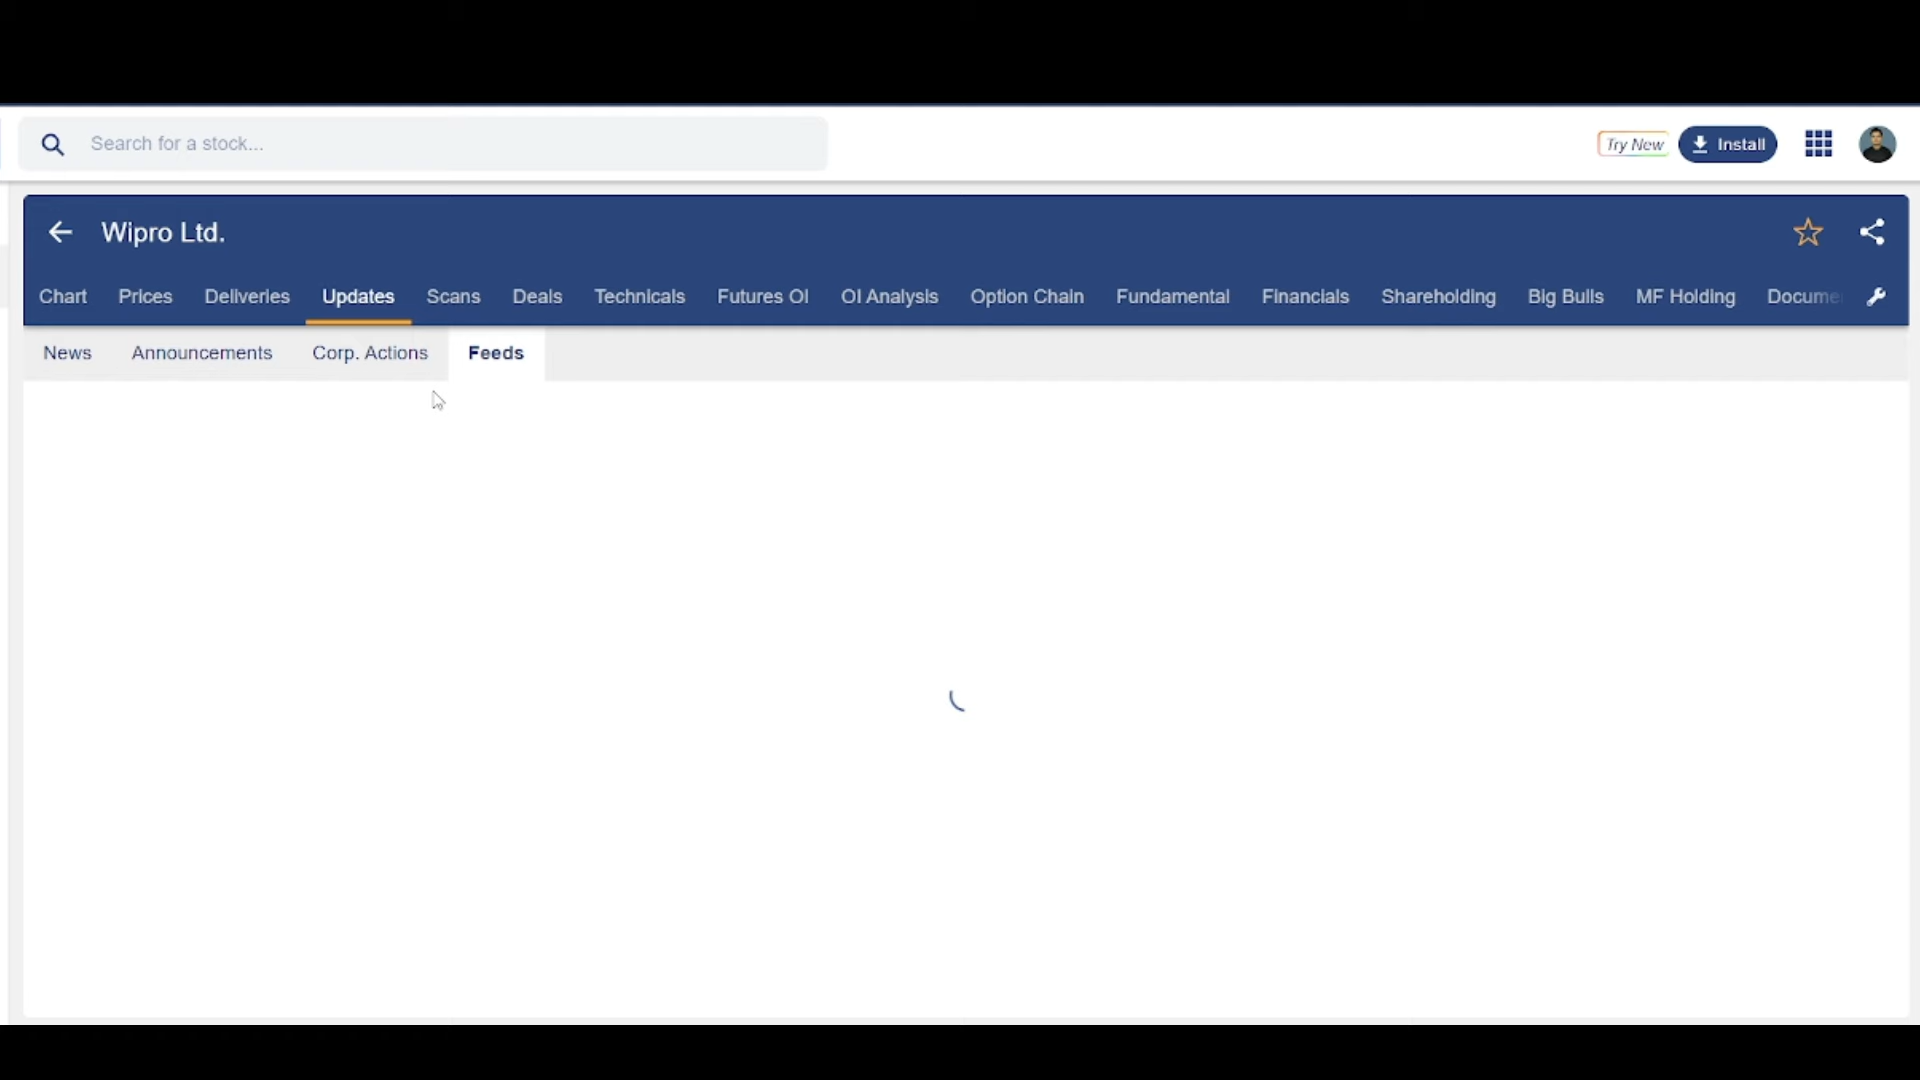 Search for a stock...
Try New
Install
Wipro Ltd.
Chart Prices Deliveries Updates Scans Deals Technicals Futures OI OI Analysis Option Chain Fundamental Financials Shareholding Big Bulls MF Holding Docume
News Announcements Corp. Actions Feeds